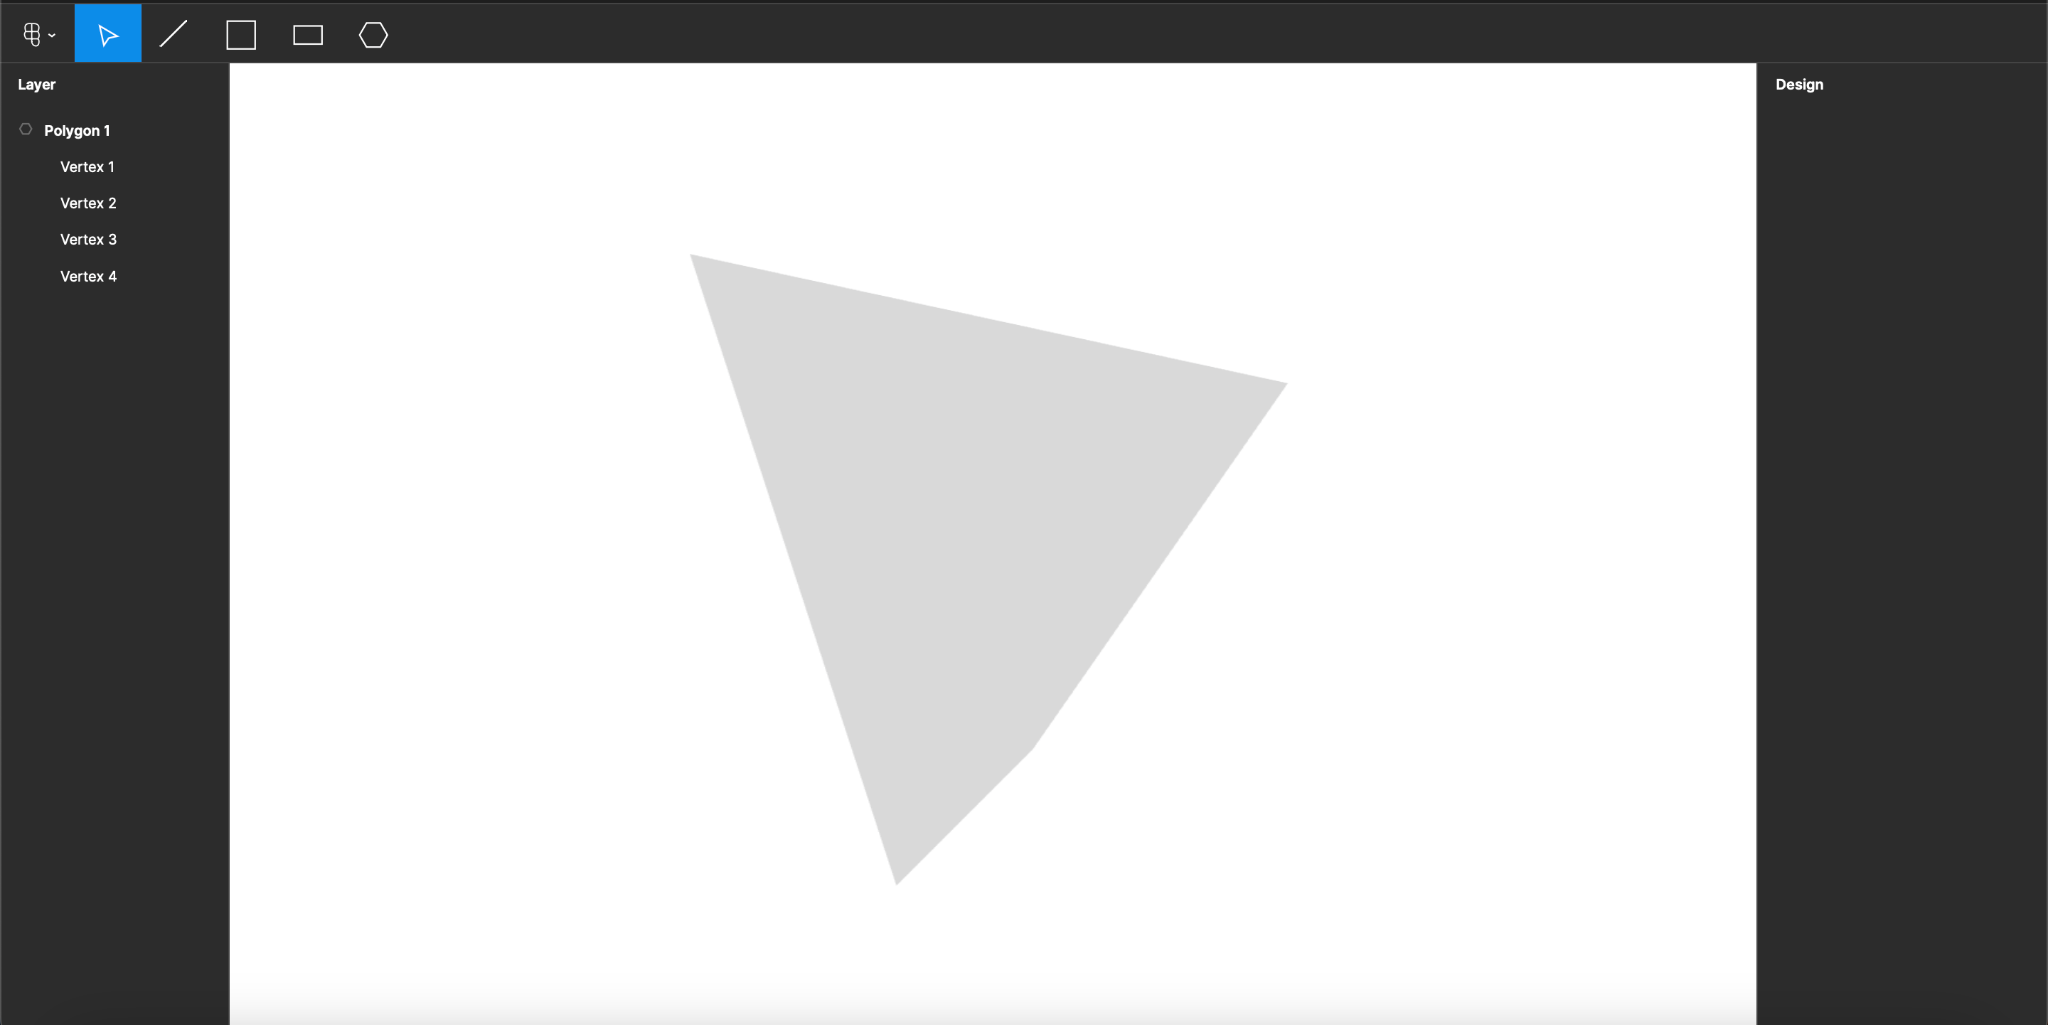 Layer
Polygon 1
Vertex 1
Vertex 2
Vertex 3
Vertex 4
Design